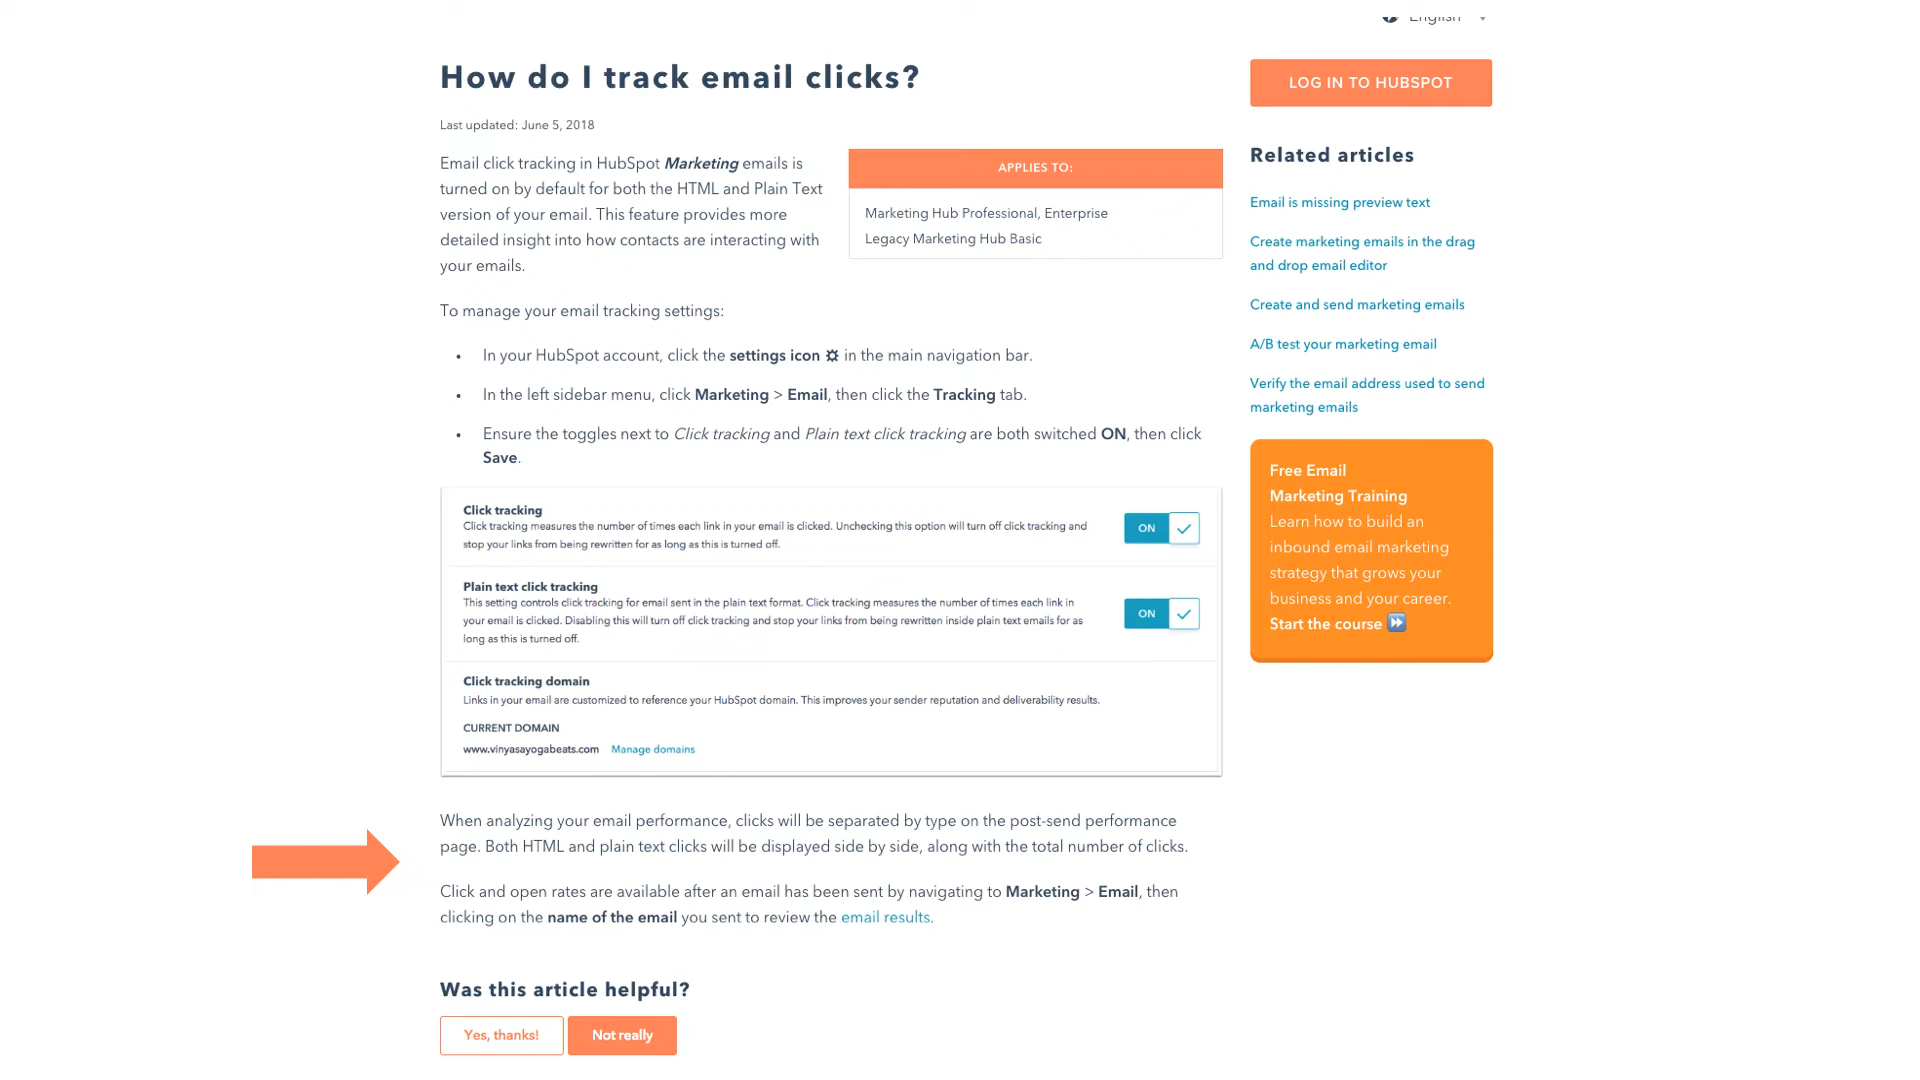 English
How do I track email clicks?
Last updated: June 5, 2018
Email click tracking in HubSpot Marketing emails is
turned on by default for both the HTML and Plain Text
version of your email. This feature provides more
detailed insight into how contacts are interacting with
your emails.
APPLIES TO:
Marketing Hub Professional, Enterprise
Legacy Marketing Hub Basic
To manage your email tracking settings:
• In your HubSpot account, click the settings icon in the main navigation bar.
• In the left sidebar menu, click Marketing > Email, then click the Tracking tab.
• Ensure the toggles next to Click tracking and Plain text click tracking are both switched ON, then click
Save.
Click tracking
Click tracking measures the number of times each link in your email is clicked. Unchecking this option will turn off click tracking and
stop your links from being rewritten for as long as this is turned off.
ON
Plain text click tracking
This setting controls click tracking for email sent in the plain text format. Click tracking measures the number of times each link in
your email is clicked. Disabling this will turn off click tracking and stop your links from being rewritten inside plain text emails for as
long as this is turned off.
ON
Click tracking domain
Links in your email are customized to reference your HubSpot domain. This improves your sender reputation and deliverability results.
CURRENT DOMAIN
www.vinyasayogabeats.com Manage domains
When analyzing your email performance, clicks will be separated by type on the post-send performance
page. Both HTML and plain text clicks will be displayed side by side, along with the total number of clicks.
Click and open rates are available after an email has been sent by navigating to Marketing > Email, then
clicking on the name of the email you sent to review the email results.
Was this article helpful?
Yes, thanks!
Not really
LOG IN TO HUBSPOT
Related articles
Email is missing preview text
Create marketing emails in the drag
and drop email editor
Create and send marketing emails
A/B test your marketing email
Verify the email address used to send
marketing emails
Free Email
Marketing Training
Learn how to build an
inbound email marketing
strategy that grows your
business and your career.
Start the course